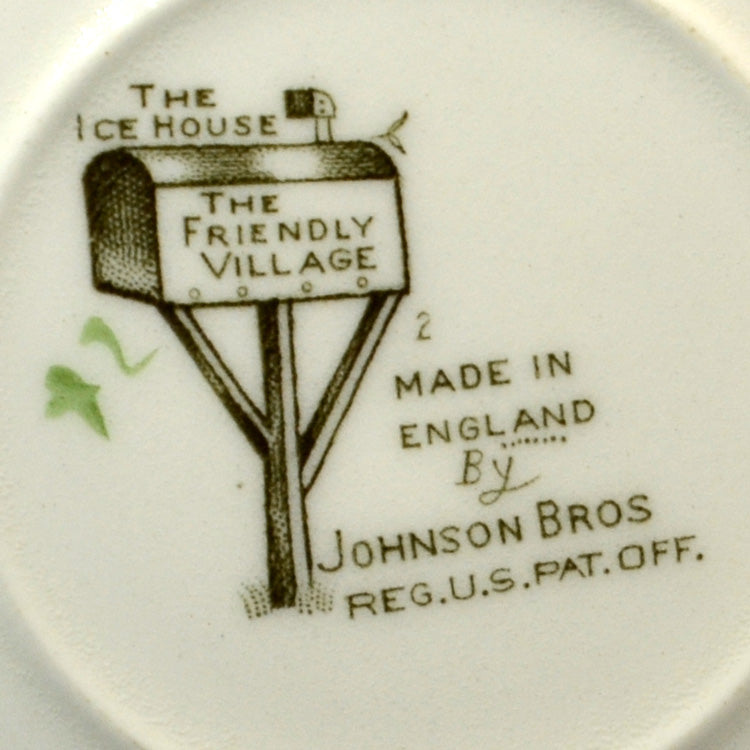 THE
ICE HOUSE
THE
FRIENDLY
VILLAGE
2
MADE IN
ENGLAND
By
JOHNSON BROS
REG.U.S.PAT.OFF.